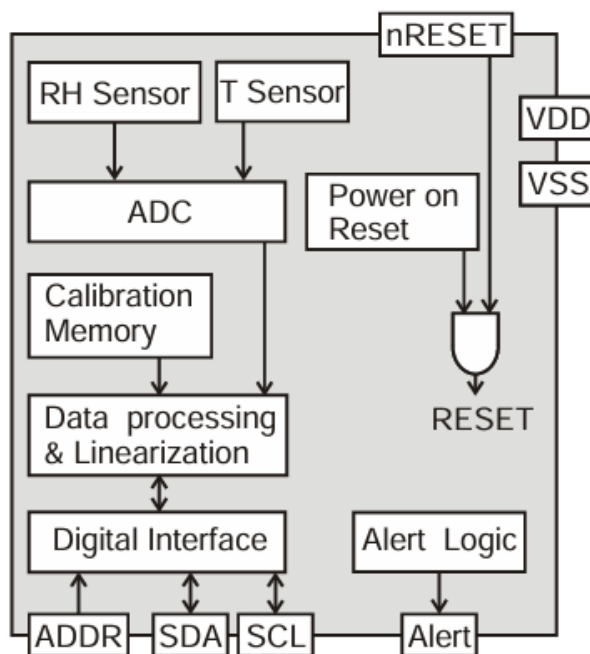 nRESET
RH Sensor
T Sensor
VDD
VSS
ADC
Power on
Reset
Calibration
Memory
RESET
Data processing
& Linearization
Digital Interface
Alert Logic
ADDR
SDA
SCL
Alert